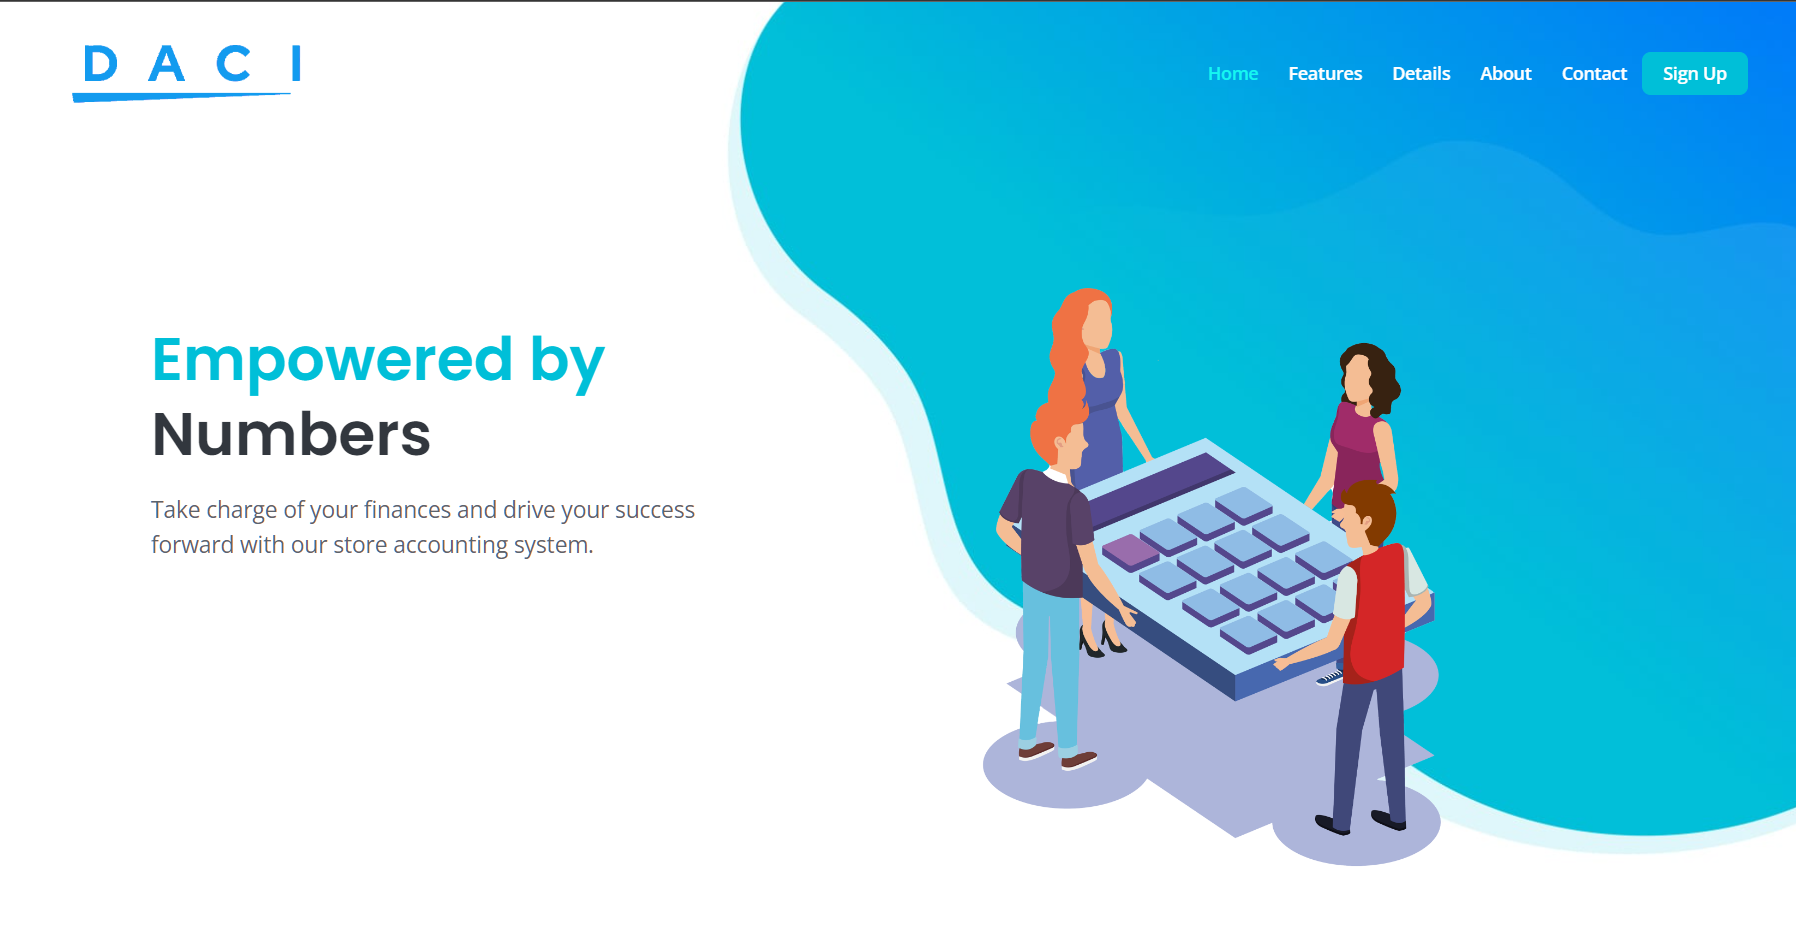 D A C I
Home Features Details About Contact Sign Up
Empowered by
Numbers
Take charge of your finances and drive your success
forward with our store accounting system.